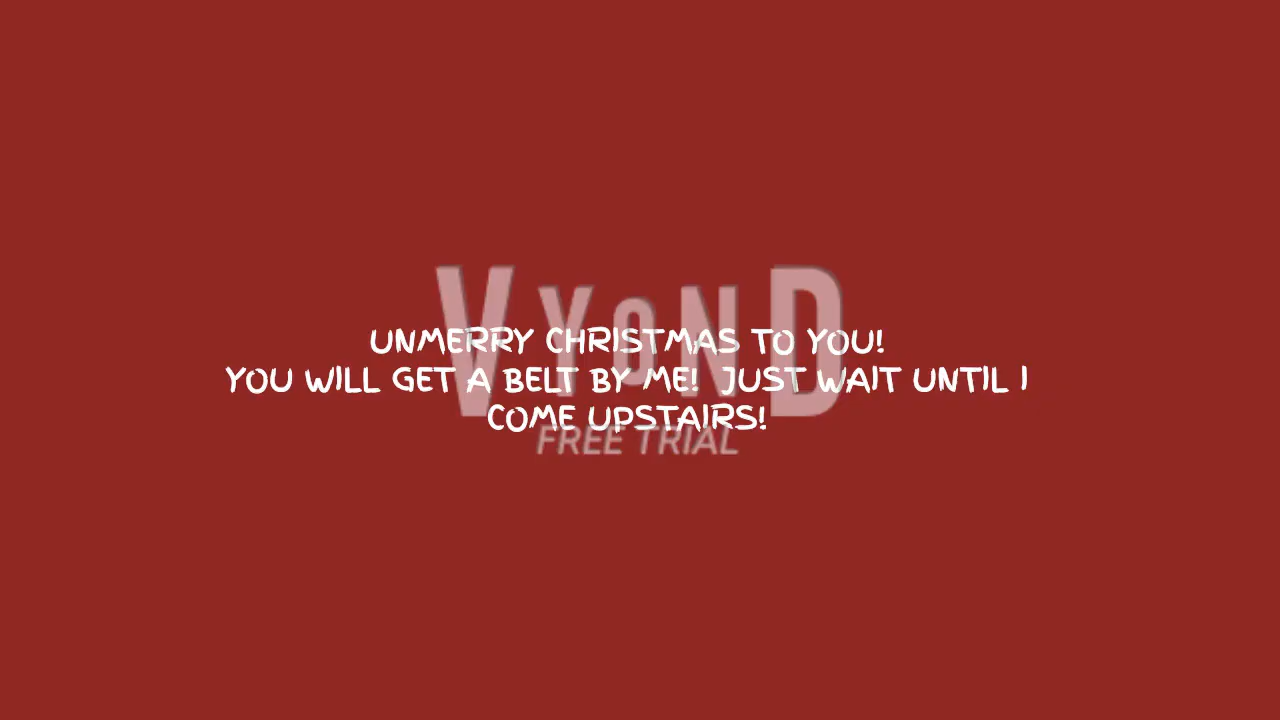 VYOND
UNMERRY CHRISTMAS TO YOU!
YOU WILL GET A BELT BY ME! JUST WAIT UNTIL I
COME UPSTAIRS!
FREE TRIAL